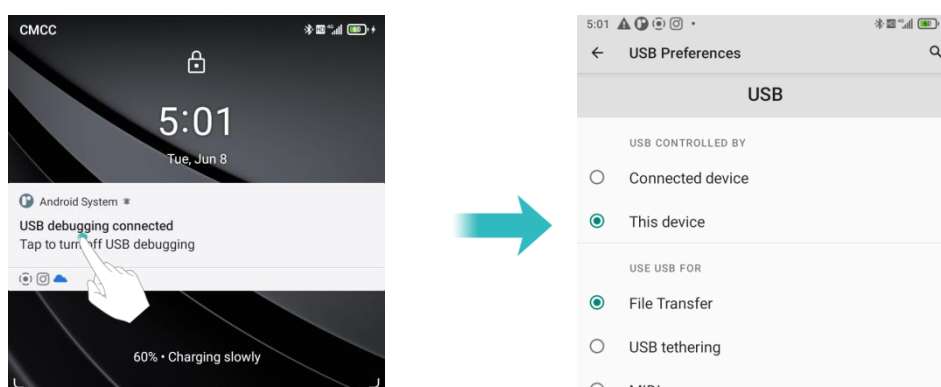 CMCC
5:01
Tue, Jun 8
Android System
USB debugging connected
Tap to turn off USB debugging
60% • Charging slowly
5:01
USB Preferences
USB
USB CONTROLLED BY
Connected device
This device
USE USB FOR
File Transfer
USB tethering